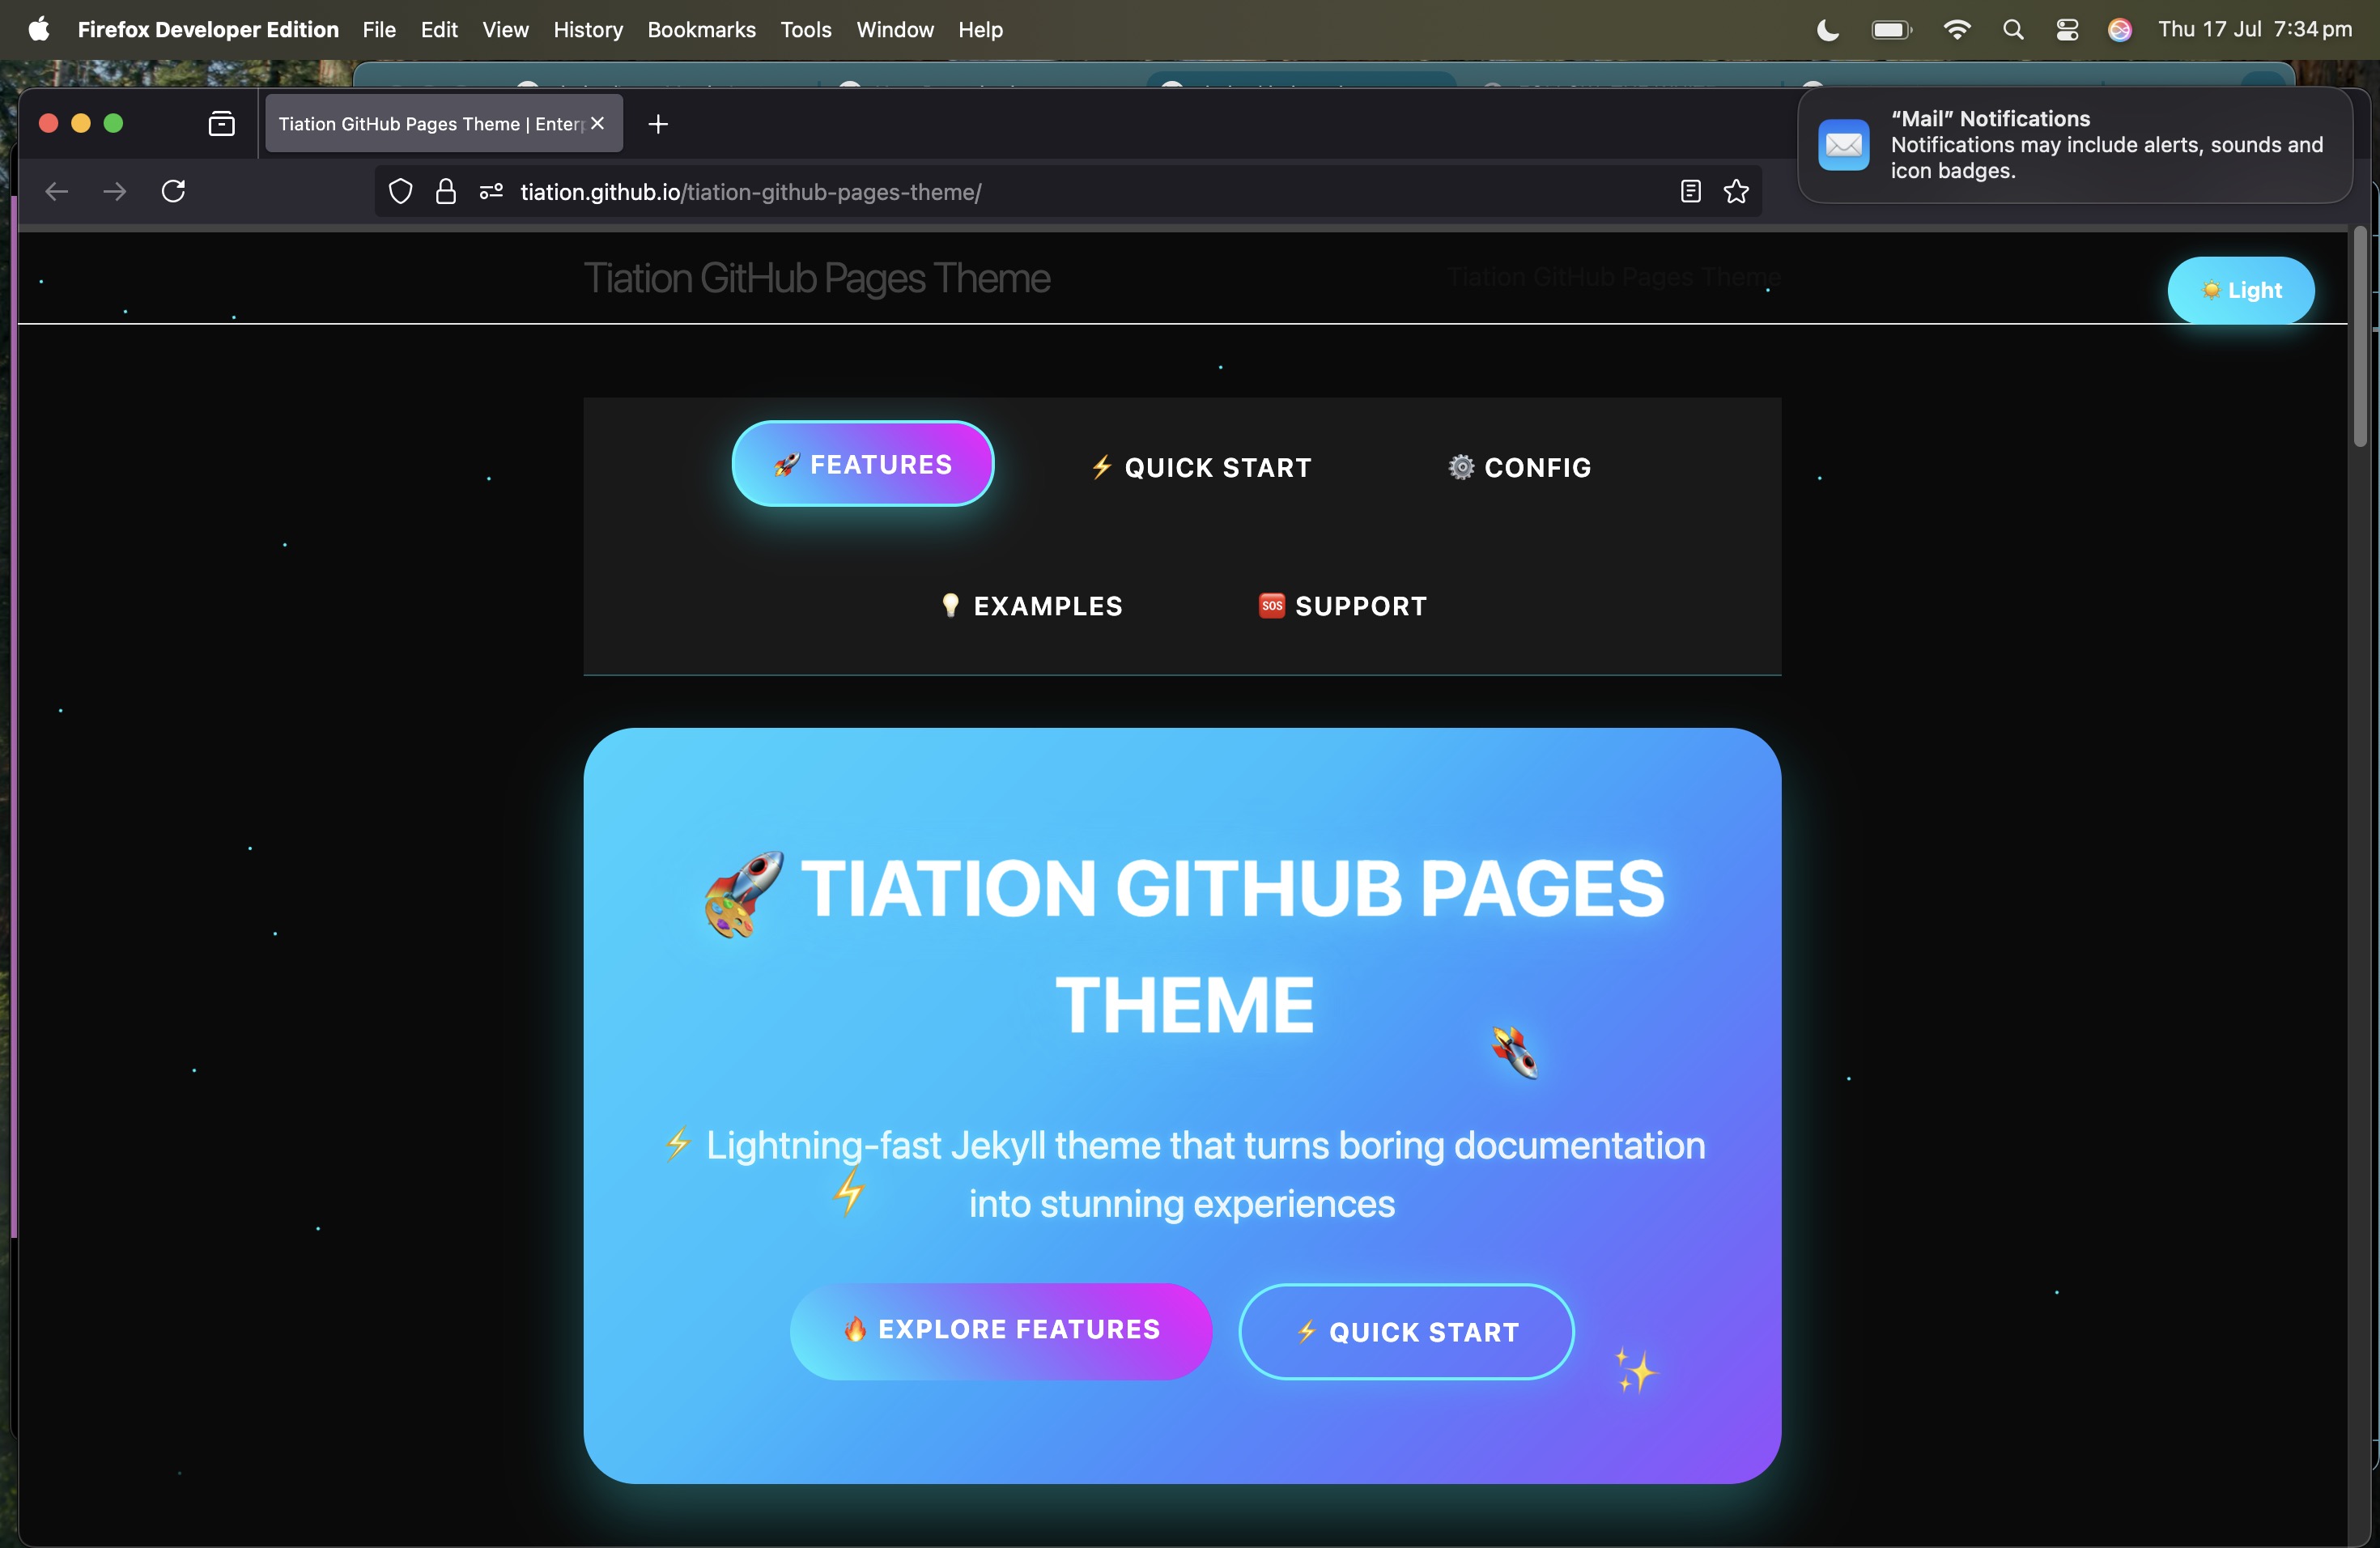 Firefox Developer Edition File Edit View History Bookmarks Tools Window Help Thu 17 Jul 7:34 pm
Tiation GitHub Pages Theme | Enter
“Mail” Notifications
Notifications may include alerts, sounds and
icon badges.
tiation.github.io/tiation-github-pages-theme/
Tiation GitHub Pages Theme
Tiation GitHub Pages Theme
Light
FEATURES
QUICK START
CONFIG
EXAMPLES
SOS SUPPORT
TIATION GITHUB PAGES
THEME
Lightning-fast Jekyll theme that turns boring documentation
into stunning experiences
EXPLORE FEATURES
QUICK START